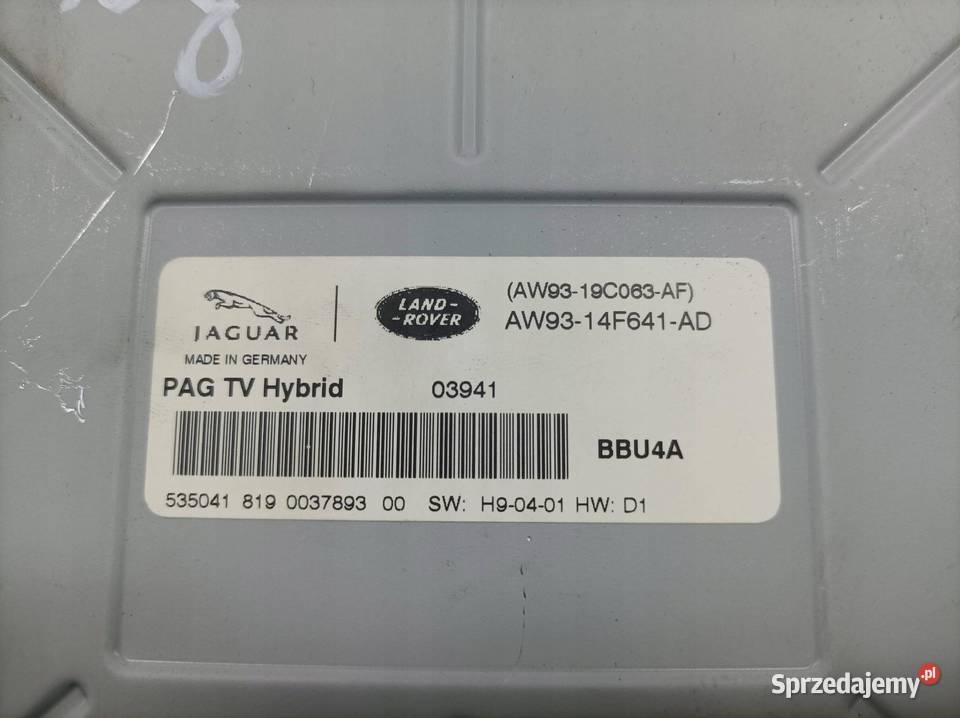 8
JAGUAR
LAND-
-ROVER
(AW93-19C063-AF)
AW93-14F641-AD
MADE IN GERMANY
PAG TV Hybrid 03941
BBU4A
535041 819 0037893 00 SW: H9-04-01 HW: D1
Sprzedajemy.pl